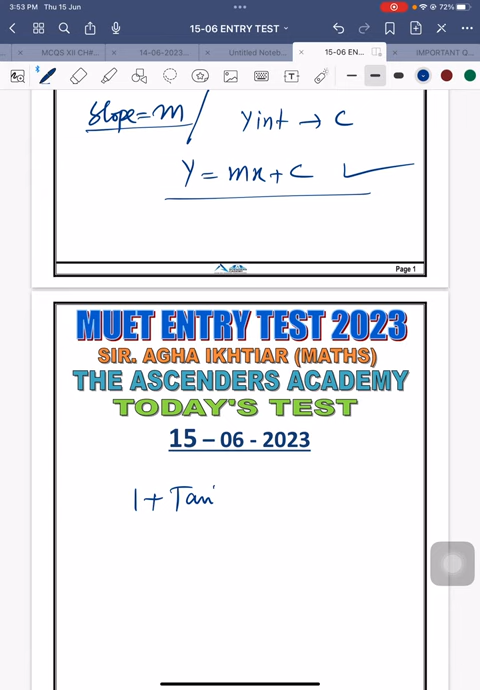 3:53 PM Thu 15 Jun
72%
15-06 ENTRY TEST
MCQS XII CH#...
14-06-2023...
Untitled Noteb...
15-06 EN...
IMPORTANT Q...
Slope = m
Y int → C
Y = mx + C
Page 1
MUET ENTRY TEST 2023
SIR. AGHA IKHTIAR (MATHS)
THE ASCENDERS ACADEMY
TODAY'S TEST
15 – 06 - 2023
1 + Tan